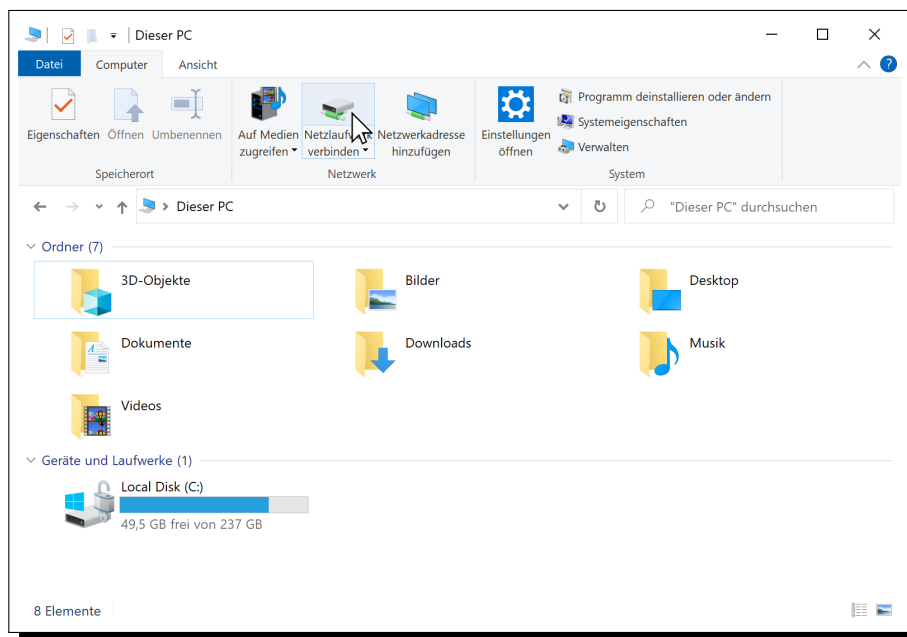 Dieser PC
Datei Computer Ansicht
Eigenschaften Öffnen Umbenennen
Auf Medien zugreifen
verbinden
Netzwerkadresse hinzufügen
Einstellungen öffnen
Programm deinstallieren oder ändern
Systemeigenschaften
Verwalten
Speicherort Netzwerk System
Dieser PC
"Dieser PC" durchsuchen
Ordner (7)
3D-Objekte Bilder Desktop
Dokumente Downloads Musik
Videos
Geräte und Laufwerke (1)
Local Disk (C:)
49,5 GB frei von 237 GB
8 Elemente